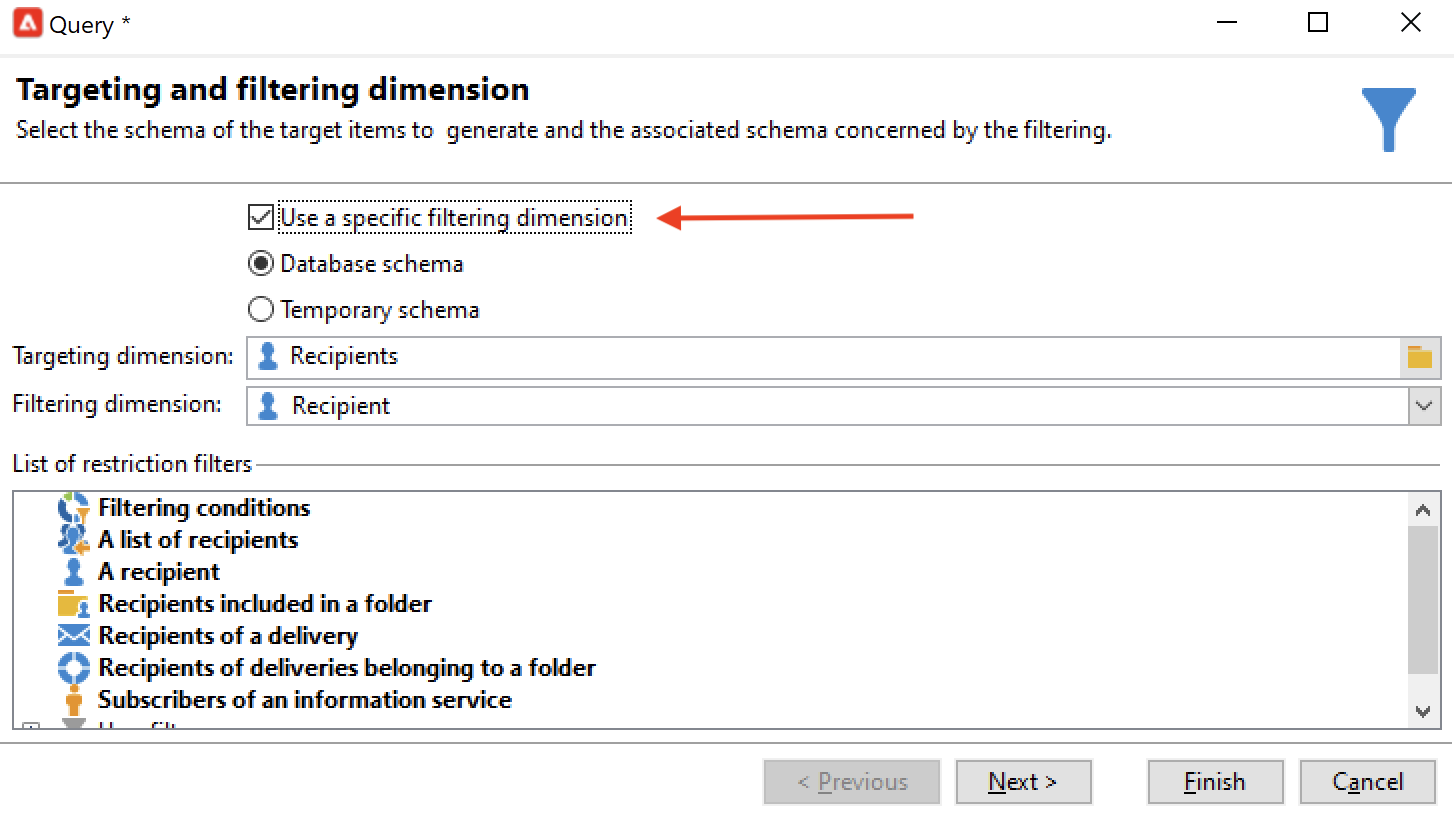 Query *
Targeting and filtering dimension
Select the schema of the target items to  generate and the associated schema concerned by the filtering.
Use a specific filtering dimension
Database schema
Temporary schema
Targeting dimension: Recipients
Filtering dimension: Recipient
List of restriction filters
Filtering conditions
A list of recipients
A recipient
Recipients included in a folder
Recipients of a delivery
Recipients of deliveries belonging to a folder
Subscribers of an information service
< Previous Next > Finish Cancel